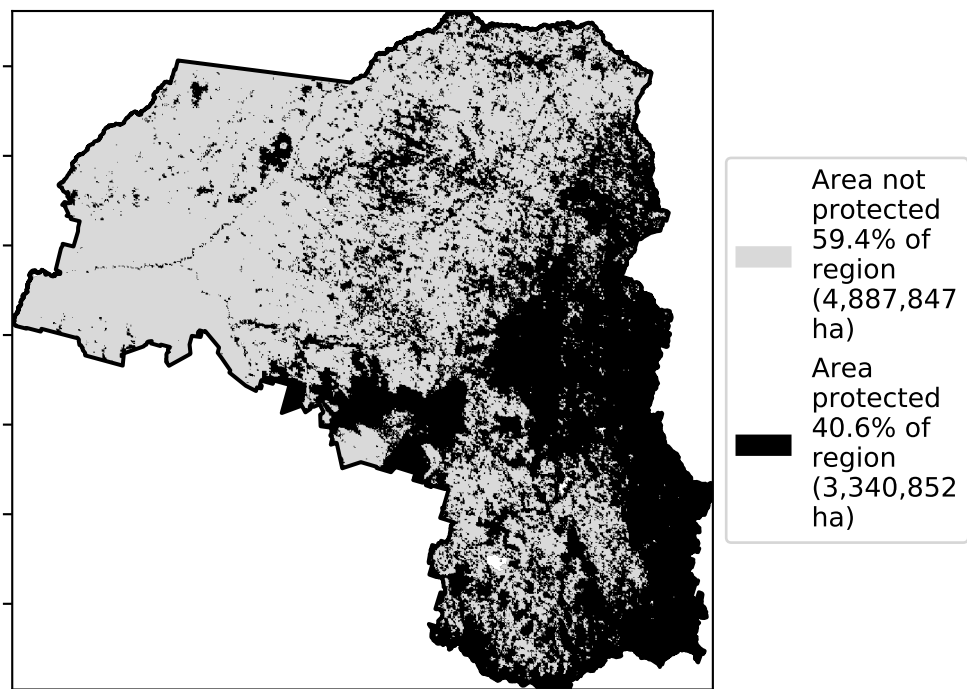 Area not
protected
59.4% of
region
(4,887,847
ha)
Area
protected
40.6% of
region
(3,340,852
ha)